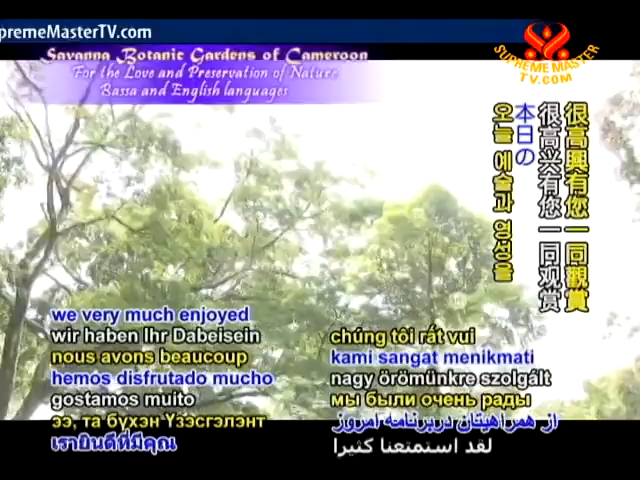 premeMasterTV.com
Savanna Botanic Gardens of Cameroon
For the Love and Preservation of Nature
Bassa and English languages
SUPREME MASTER
TV.COM
很高興有您一同觀賞
很高兴有您一同观赏
本日の
오늘 예술과 영성을
we very much enjoyed
wir haben Ihr Dabeisein
nous avons beaucoup
hemos disfrutado mucho
gostamos muito
ээ, та бүхэн Үзэсгэлэнт
เรายินดีที่มีคุณ
chúng tôi rất vui
kami sangat menikmati
nagy örömünkre szolgált
мы были очень рады
از همراهیتان دربرنامه امروز
لقد استمتعنا كثيرا